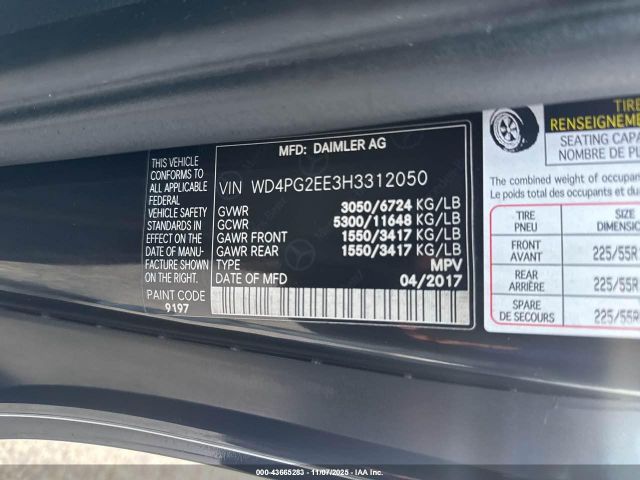 MFD. DAIMLER AG
THIS VEHICLE
CONFORMS TO
ALL APPLICABLE
FEDERAL
VEHICLE SAFETY
STANDARDS IN
EFFECT ON THE
DATE OF MANU-
FACTURE SHOWN
ON THE RIGHT.
PAINT CODE
9197
VIN WD4PG2EE3H3312050
GVWR 3050/6724 KG/LB
GCWR 5300/11648 KG/LB
GAWR FRONT 1550/3417 KG/LB
GAWR REAR 1550/3417 KG/LB
TYPE MPV
DATE OF MFD 04/2017
TIRE
RENSEIGNEME
SEATING CAPA
NOMBRE DE PL
The combined weight of occupants
Le poids total des occupants et du
TIRE
PNEU
SIZE
DIMENSI
FRONT
AVANT
225/55R
REAR
ARRIÈRE
225/55R
SPARE
DE SECOURS
225/55R
000-43665283 - 11/07/2025 - IAA Inc.